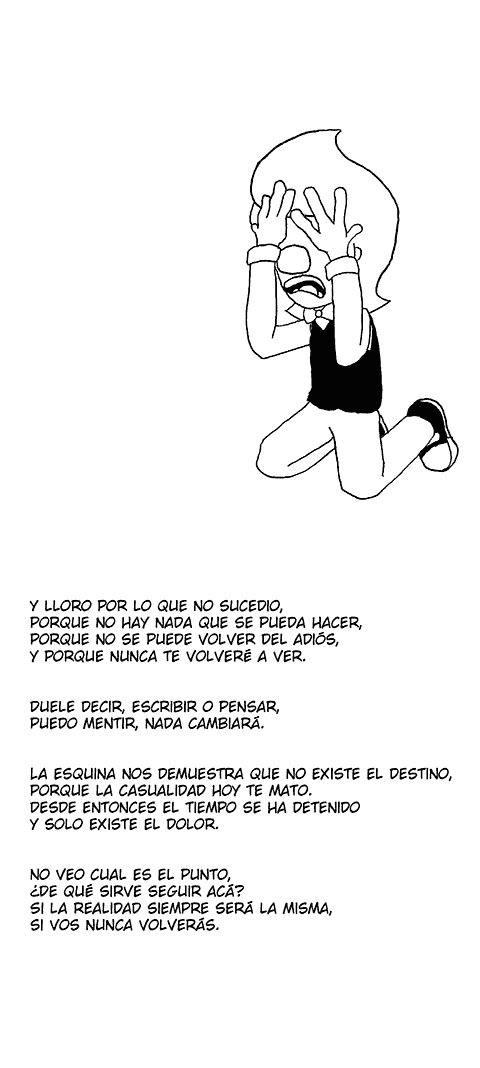 Y LLORO POR LO QUE NO SUCEDIO,
PORQUE NO HAY NADA QUE SE PUEDA HACER,
PORQUE NO SE PUEDE VOLVER DEL ADIÓS,
Y PORQUE NUNCA TE VOLVERÉ A VER.
DUELE DECIR, ESCRIBIR O PENSAR,
PUEDO MENTIR, NADA CAMBIARÁ.
LA ESQUINA NOS DEMUESTRA QUE NO EXISTE EL DESTINO,
PORQUE LA CASUALIDAD HOY TE MATO.
DESDE ENTONCES EL TIEMPO SE HA DETENIDO
Y SOLO EXISTE EL DOLOR.
NO VEO CUAL ES EL PUNTO,
¿DE QUÉ SIRVE SEGUIR ACÁ?
SI LA REALIDAD SIEMPRE SERÁ LA MISMA,
SI VOS NUNCA VOLVERÁS.